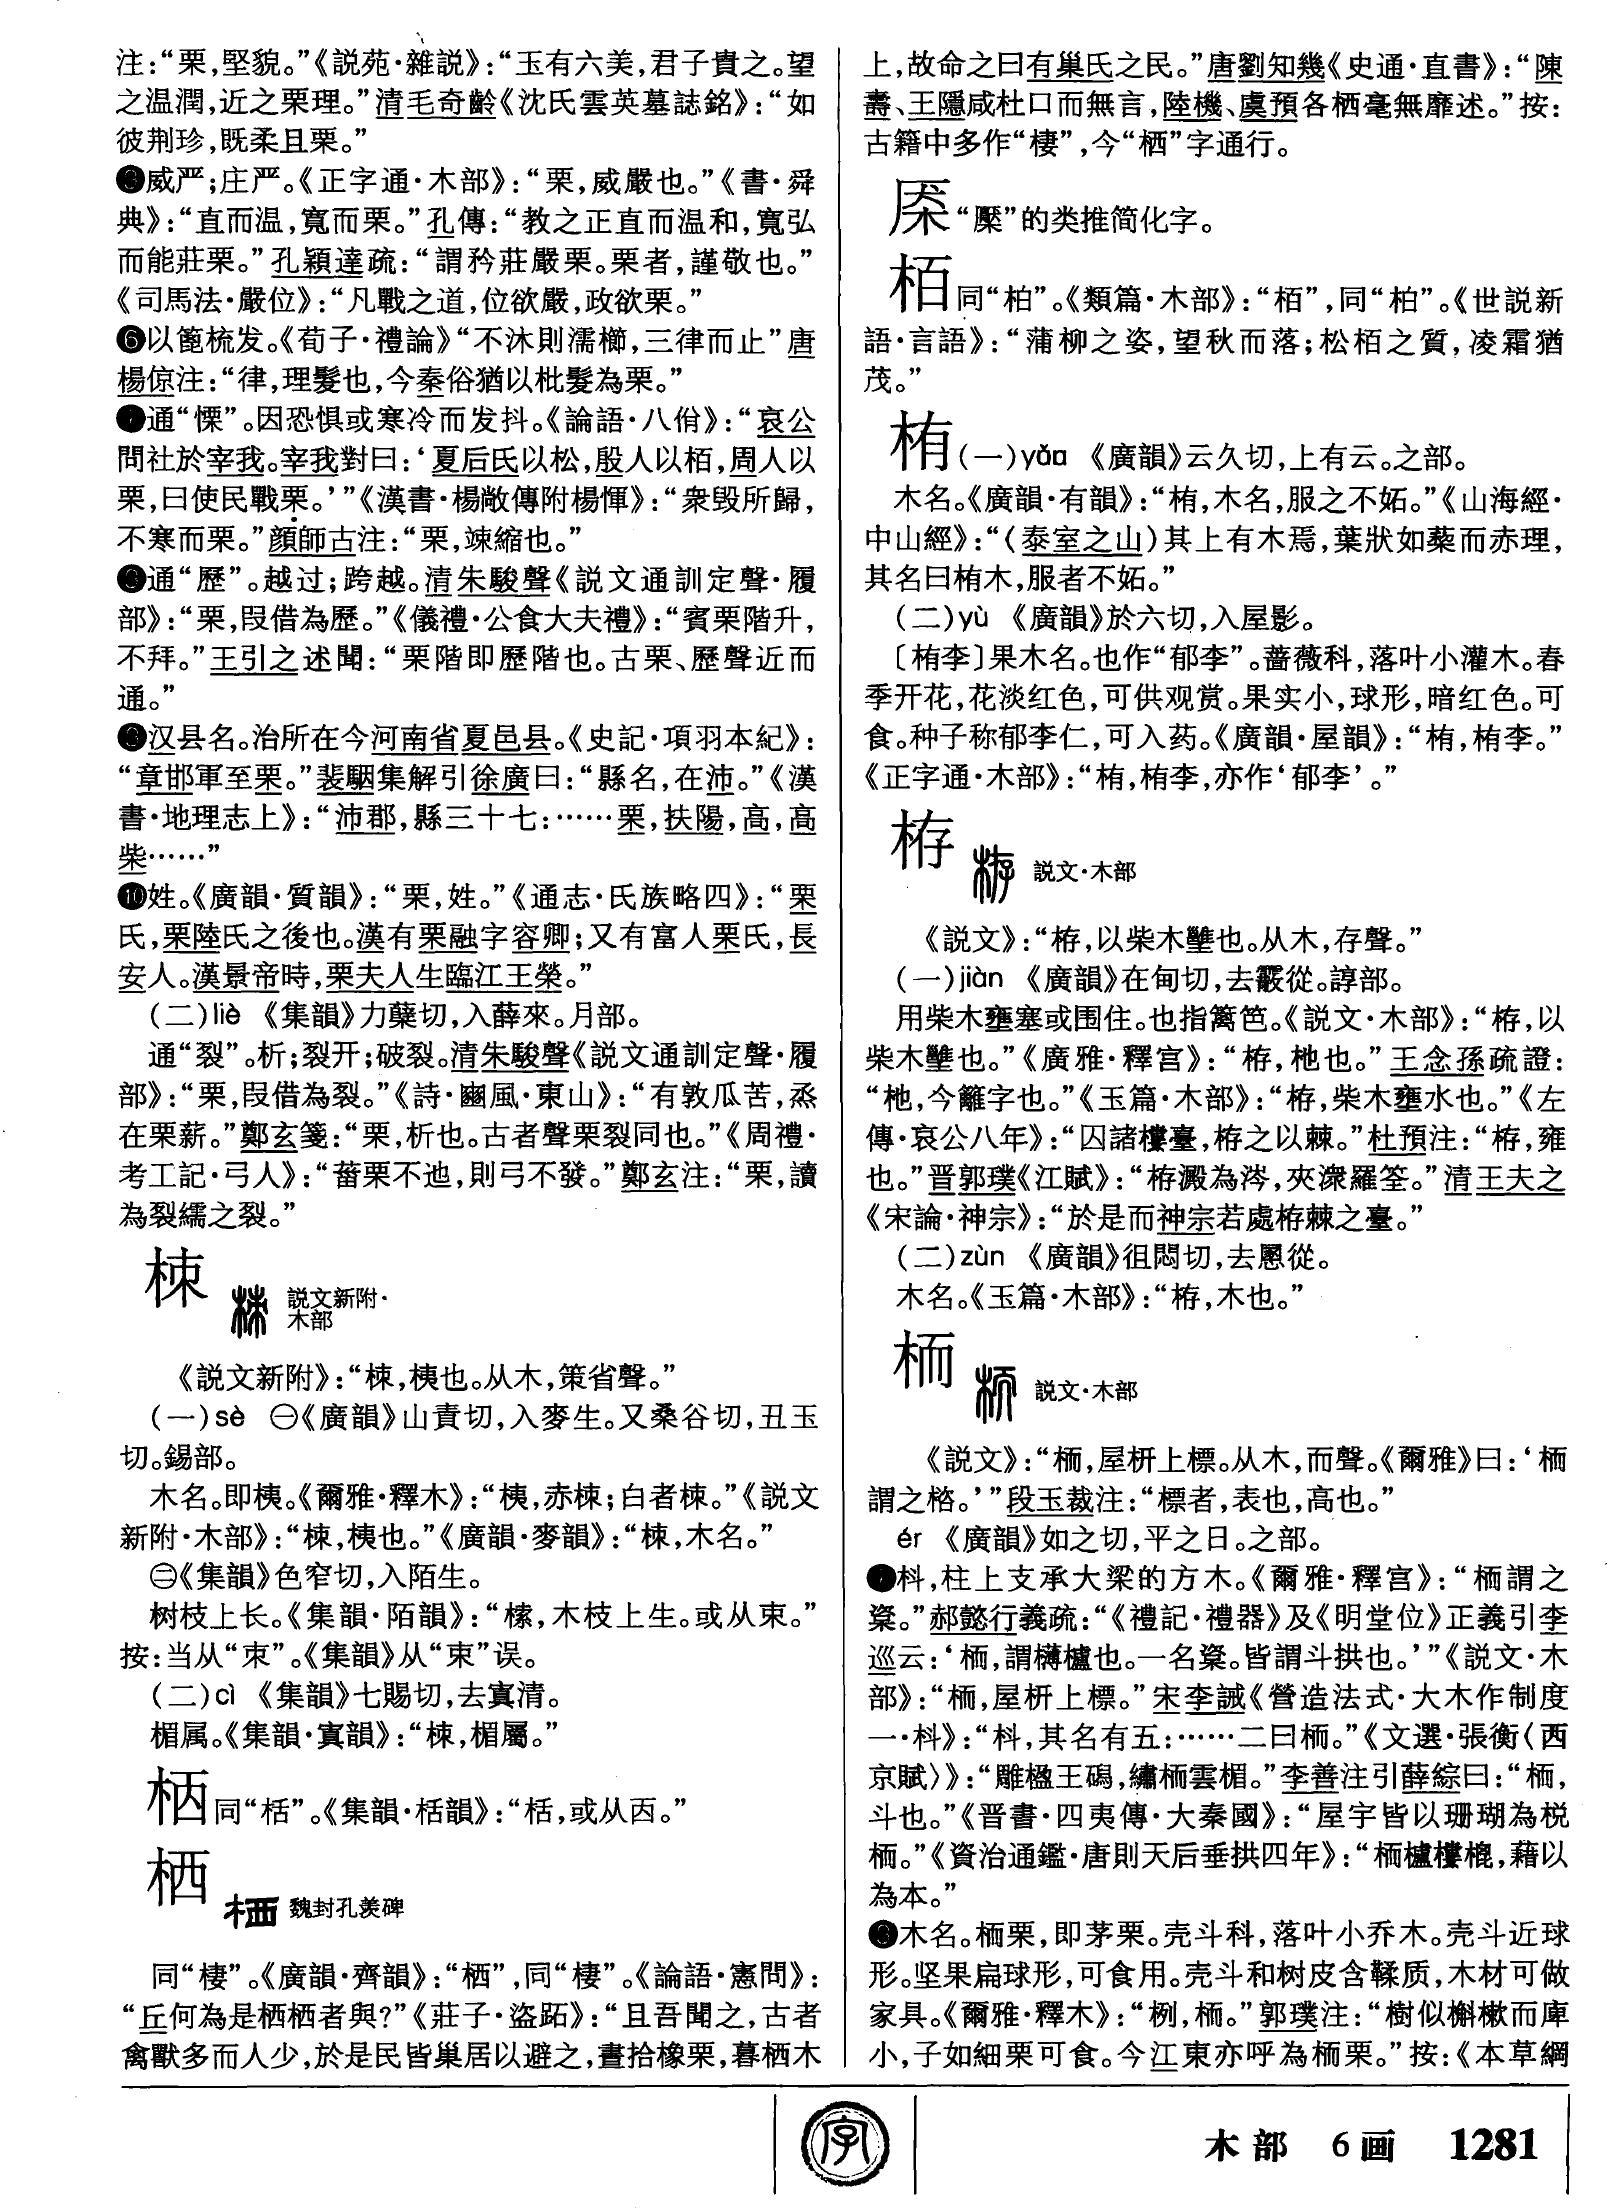 注：“栗，堅貌。”《説苑·雜説》：“玉有六美，君子貴之。望
之温潤，近之栗理。”清毛奇齡《沈氏雲英墓誌銘》：“如
彼荆珍，既柔且栗。”
威严；庄严。《正字通·木部》：“栗，威嚴也。”《書·舜
典》：“直而温，寬而栗。”孔傳：“教之正直而温和，寬弘
而能莊栗。”孔穎達疏：“謂矜莊嚴栗。栗者，謹敬也。”
《司馬法·嚴位》：“凡戰之道，位欲嚴，政欲栗。”
❻以篦梳发。《荀子·禮論》“不沐則濡櫛，三律而止”唐
楊倞注：“律，理髮也，今秦俗猶以枇髮為栗。”
通“慄”。因恐惧或寒冷而发抖。《論語·八佾》：“哀公
問社於宰我。宰我對曰：‘夏后氏以松，殷人以栢，周人以
栗，曰使民戰栗。’”《漢書·楊敞傳附楊惲》：“衆毁所歸，
不寒而栗。”顔師古注：“栗，竦縮也。”
通“歷”。越过；跨越。清朱駿聲《説文通訓定聲·履
部》：“栗，叚借為歷。”《儀禮·公食大夫禮》：“賓栗階升，
不拜。”王引之述聞：“栗階即歷階也。古栗、歷聲近而
通。”
汉县名。治所在今河南省夏邑县。《史記·項羽本紀》：
“章邯軍至栗。”裴駰集解引徐廣曰：“縣名，在沛。”《漢
書·地理志上》：“沛郡，縣三十七：……栗，扶陽，高，高
柴……”
❿姓。《廣韻·質韻》：“栗，姓。”《通志·氏族略四》：“栗
氏，栗陸氏之後也。漢有栗融字容卿；又有富人栗氏，長
安人。漢景帝時，栗夫人生臨江王榮。”
（二）liè 《集韻》力蘖切，入薛來。月部。
通“裂”。析；裂开；破裂。清朱駿聲《説文通訓定聲·履
部》：“栗，叚借為裂。”《詩·豳風·東山》：“有敦瓜苦，烝
在栗薪。”鄭玄箋：“栗，析也。古者聲栗裂同也。”《周禮·
考工記·弓人》：“菑栗不迆，則弓不發。”鄭玄注：“栗，讀
為裂繻之裂。”
梀 説文新附·
木部
《説文新附》：“梀，桋也。从木，策省聲。”
（一）sè ㊀《廣韻》山責切，入麥生。又桑谷切，丑玉
切。錫部。
木名。即桋。《爾雅·釋木》：“桋，赤梀；白者梀。”《説文
新附·木部》：“梀，桋也。”《廣韻·麥韻》：“梀，木名。”
㊁《集韻》色窄切，入陌生。
树枝上长。《集韻·陌韻》：“榡，木枝上生。或从束。”
按：当从“朿”。《集韻》从“束”误。
（二）cì 《集韻》七賜切，去寘清。
楣属。《集韻·寘韻》：“梀，楣屬。”
㭠同“栝”。《集韻·栝韻》：“栝，或从㐁。”
栖 魏封孔羨碑
同“棲”。《廣韻·齊韻》：“栖”，同“棲”。《論語·憲問》：
“丘何為是栖栖者與？”《莊子·盜跖》：“且吾聞之，古者
禽獸多而人少，於是民皆巢居以避之，晝拾橡栗，暮栖木
上，故命之曰有巢氏之民。”唐劉知幾《史通·直書》：“陳
壽、王隱咸杜口而無言，陸機、虞預各栖毫無靡述。”按：
古籍中多作“棲”，今“栖”字通行。
“檿”的类推简化字。
栢同“柏”。《類篇·木部》：“栢”，同“柏”。《世説新
語·言語》：“蒲柳之姿，望秋而落；松栢之質，凌霜猶
茂。”
栯（一）yǒu 《廣韻》云久切，上有云。之部。
木名。《廣韻·有韻》：“栯，木名，服之不妬。”《山海經·
中山經》：“（泰室之山）其上有木焉，葉狀如蔾而赤理，
其名曰栯木，服者不妬。”
（二）yù 《廣韻》於六切，入屋影。
〔栯李〕果木名。也作“郁李”。蔷薇科，落叶小灌木。春
季开花，花淡红色，可供观赏。果实小，球形，暗红色。可
食。种子称郁李仁，可入药。《廣韻·屋韻》：“栯，栯李。”
《正字通·木部》：“栯，栯李，亦作‘郁李’。”
栫 説文·木部
《説文》：“栫，以柴木壅也。从木，存聲。”
（一）jiàn 《廣韻》在甸切，去霰從。諄部。
用柴木壅塞或围住。也指篱笆。《説文·木部》：“栫，以
柴木壅也。”《廣雅·釋宫》：“栫，杝也。”王念孫疏證：
“杝，今籬字也。”《玉篇·木部》：“栫，柴木壅水也。”《左
傳·哀公八年》：“囚諸樓臺，栫之以棘。”杜預注：“栫，雍
也。”晋郭璞《江賦》：“栫澱為涔，夾潨羅筌。”清王夫之
《宋論·神宗》：“於是而神宗若處栫棘之臺。”
（二）zùn 《廣韻》徂悶切，去慁從。
木名。《玉篇·木部》：“栫，木也。”
栭 説文·木部
《説文》：“栭，屋枅上標。从木，而聲。《爾雅》曰：‘栭
謂之楶。’”段玉裁注：“標者，表也，高也。”
ér 《廣韻》如之切，平之日。之部。
枓，柱上支承大梁的方木。《爾雅·釋宫》：“栭謂之
楶。”郝懿行義疏：“《禮記·禮器》及《明堂位》正義引李
巡云：‘栭，謂欂櫨也。一名楶。皆謂斗拱也。’”《説文·木
部》：“栭，屋枅上標。”宋李誡《營造法式·大木作制度
一·枓》：“枓，其名有五：……二曰栭。”《文選·張衡〈西
京賦〉》：“雕楹玉磶，繡栭雲楣。”李善注引薛綜曰：“栭，
斗也。”《晋書·四夷傳·大秦國》：“屋宇皆以珊瑚為棁
栭。”《資治通鑑·唐則天后垂拱四年》：“栭櫨樘㮰，藉以
為本。”
木名。栭栗，即茅栗。壳斗科，落叶小乔木。壳斗近球
形。坚果扁球形，可食用。壳斗和树皮含鞣质，木材可做
家具。《爾雅·釋木》：“栵，栭。”郭璞注：“樹似槲樕而庳
小，子如細栗可食。今江東亦呼為栭栗。”按：《本草綱
字
木部 6画 1281